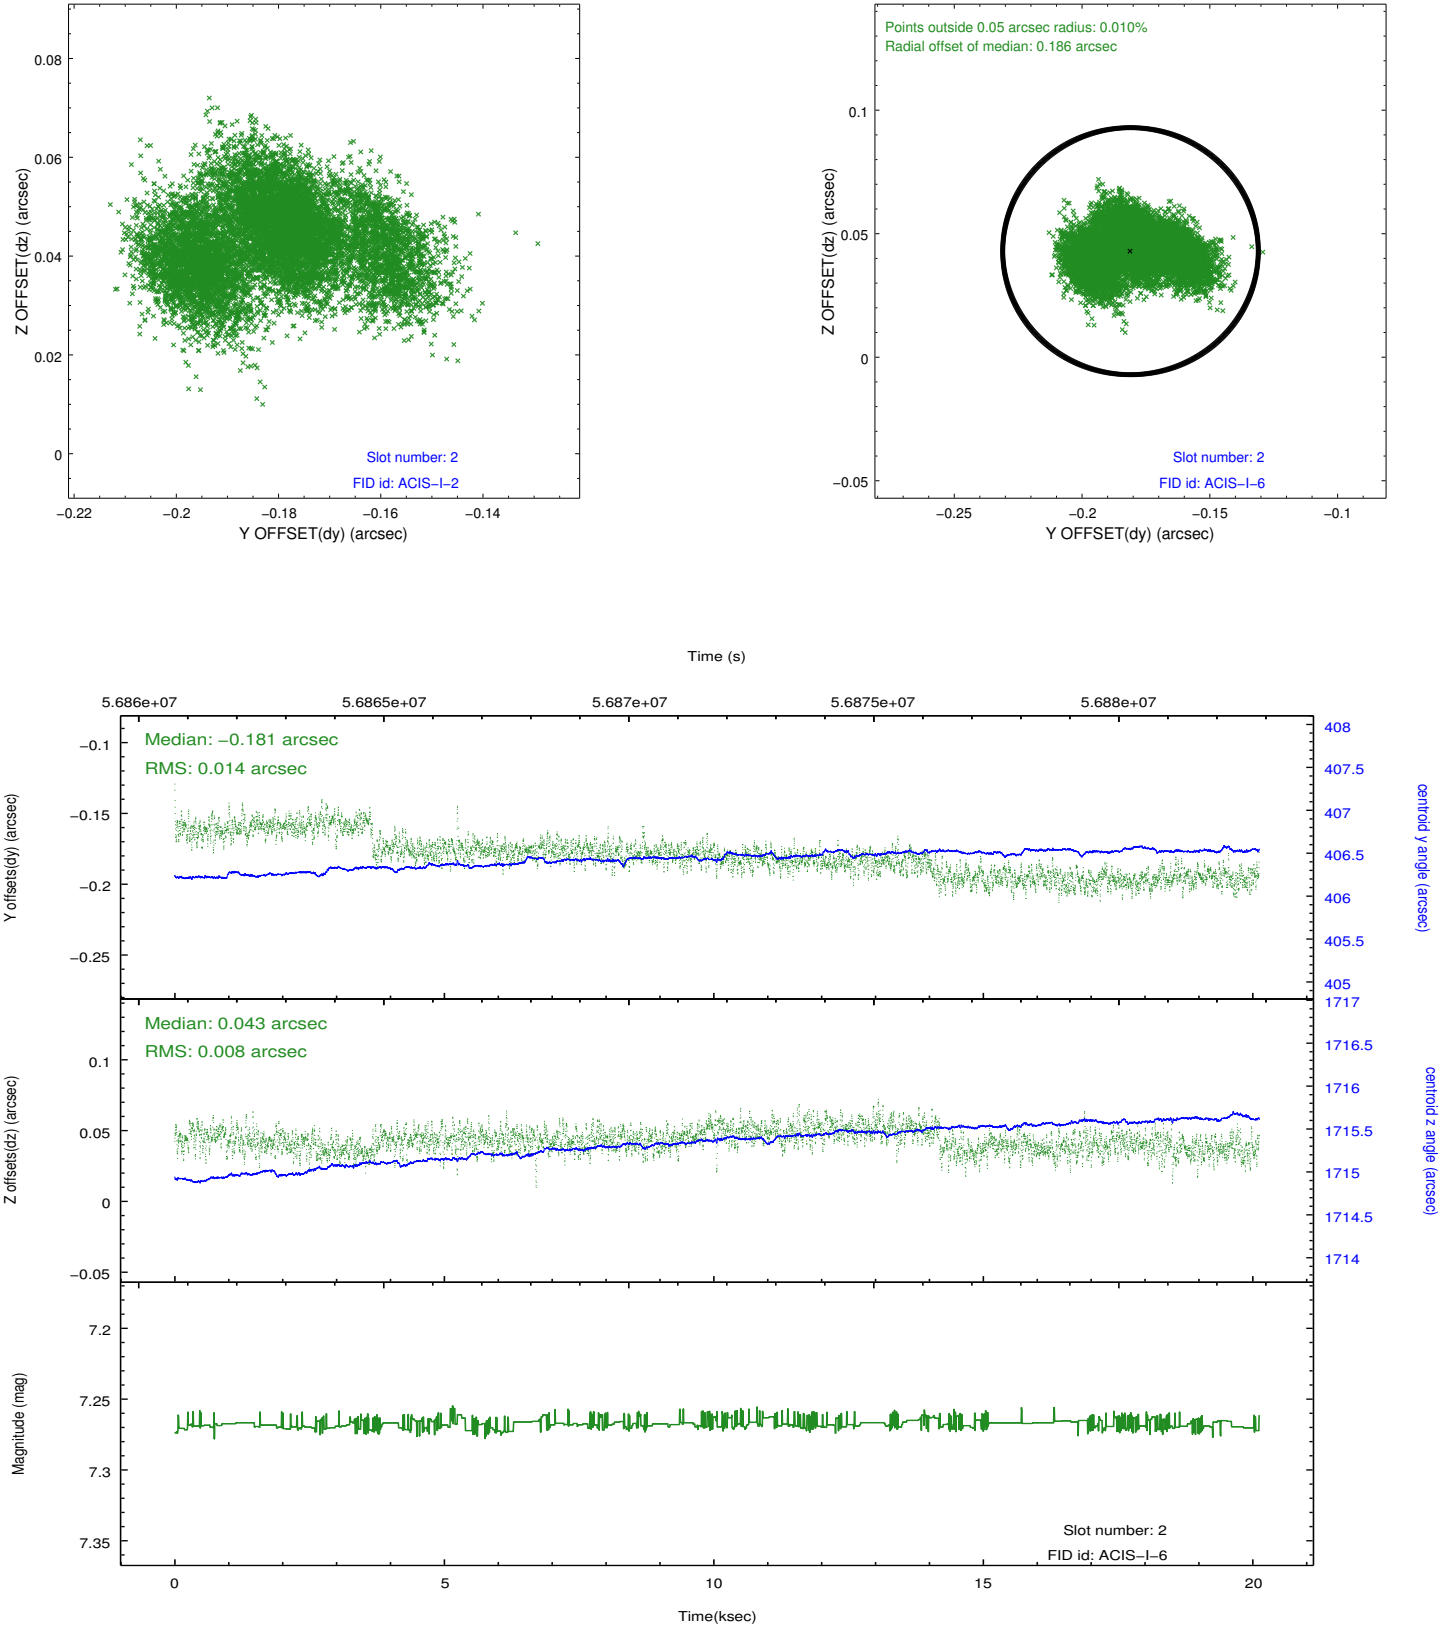 0.08
0.06
0.04
0.02
0
Z OFFSET(dz) (arcsec)
Slot number: 2
FID id: ACIS−I−2
−0.22 −0.2 −0.18 −0.16 −0.14
Y OFFSET(dy) (arcsec)
Points outside 0.05 arcsec radius: 0.010%
Radial offset of median: 0.186 arcsec
0.1
0.05
0
−0.05
Z OFFSET(dz) (arcsec)
Slot number: 2
FID id: ACIS−I−6
−0.25 −0.2 −0.15 −0.1
Y OFFSET(dy) (arcsec)
Time (s)
5.686e+07 5.6865e+07 5.687e+07 5.6875e+07 5.688e+07
Median: −0.181 arcsec
RMS: 0.014 arcsec
−0.1
−0.15
−0.2
−0.25
Y offsets(dy) (arcsec)
408
407.5
407
406.5
406
405.5
405
centroid y angle (arcsec)
Median: 0.043 arcsec
RMS: 0.008 arcsec
0.1
0.05
0
−0.05
Z offsets(dz) (arcsec)
1717
1716.5
1716
1715.5
1715
1714.5
1714
centroid z angle (arcsec)
7.2
7.25
7.3
7.35
Magnitude (mag)
Slot number: 2
FID id: ACIS−I−6
0 5 10 15 20
Time(ksec)